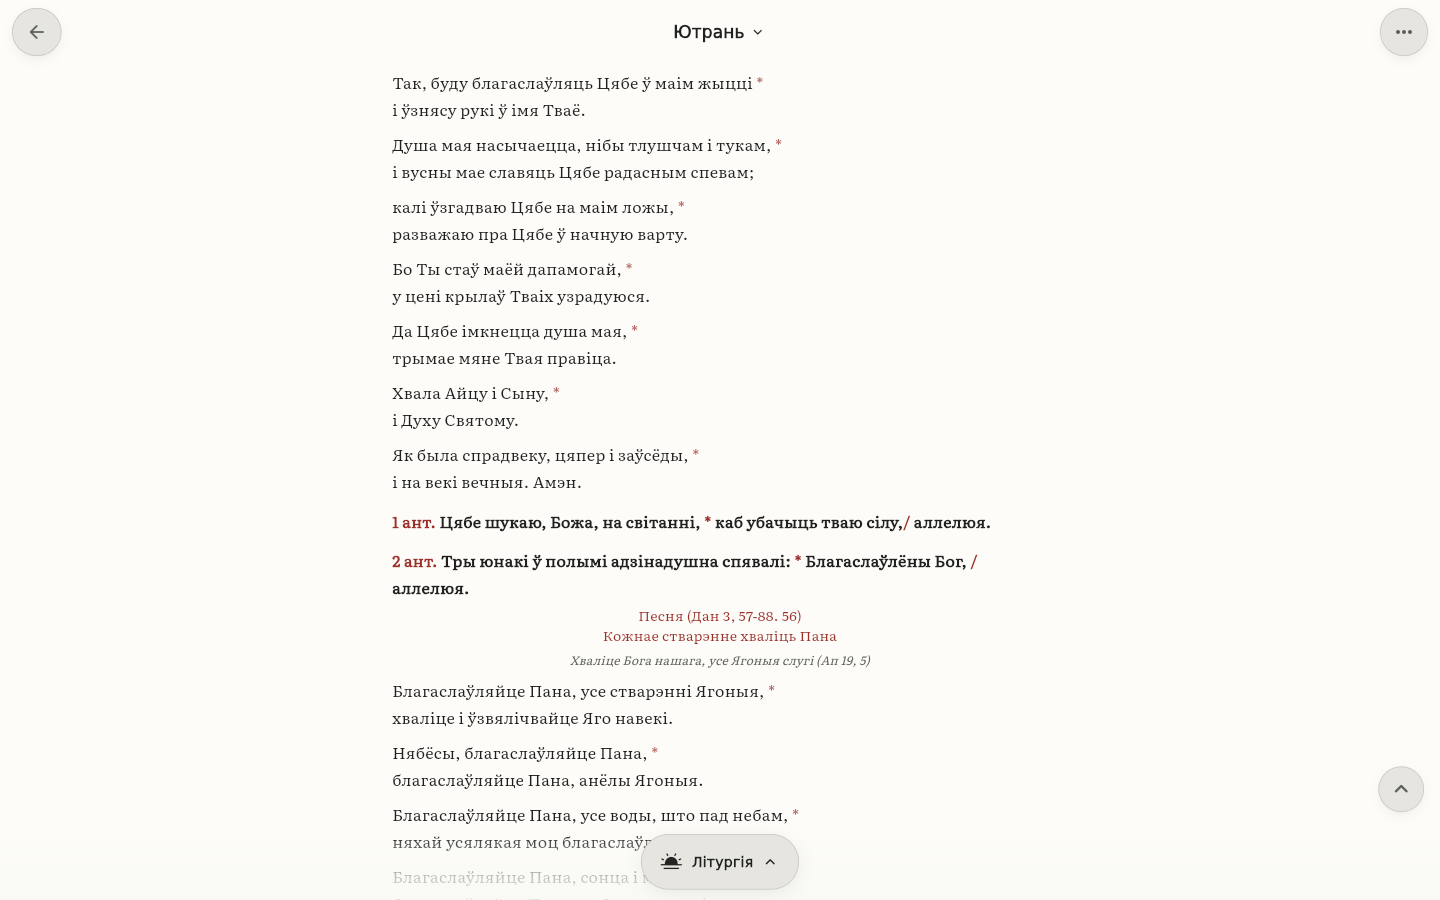 Ютрань
Так, буду благаслаўляць Цябе ў маім жыцці *
і ўзнясу рукі ў імя Тваё.
Душа мая насычаецца, нібы тлушчам і тукам, *
і вусны мае славяць Цябе радасным спевам;
калі ўзгадваю Цябе на маім ложы, *
разважаю пра Цябе ў начную варту.
Бо Ты стаў маёй дапамогай, *
у цені крылаў Тваіх узрадуюся.
Да Цябе імкнецца душа мая, *
трымае мяне Твая правіца.
Хвала Айцу і Сыну, *
і Духу Святому.
Як была спрадвеку, цяпер і заўсёды, *
і на векі вечныя. Амэн.
1 ант. Цябе шукаю, Божа, на світанні, * каб убачыць тваю сілу,/ аллелюя.
2 ант. Тры юнакі ў полымі адзінадушна спявалі: * Благаслаўлёны Бог, /
аллелюя.
Песня (Дан 3, 57-88. 56)
Кожнае стварэнне хваліць Пана
Хваліце Бога нашага, усе Ягоныя слугі (Ап 19, 5)
Благаслаўляйце Пана, усе стварэнні Ягоныя, *
хваліце і ўзвялічвайце Яго навекі.
Нябёсы, благаслаўляйце Пана, *
благаслаўляйце Пана, анёлы Ягоныя.
Благаслаўляйце Пана, усе воды, што пад небам, *
няхай усялякая моц
Благаслаўляйце Пана, сонца і
Літургія